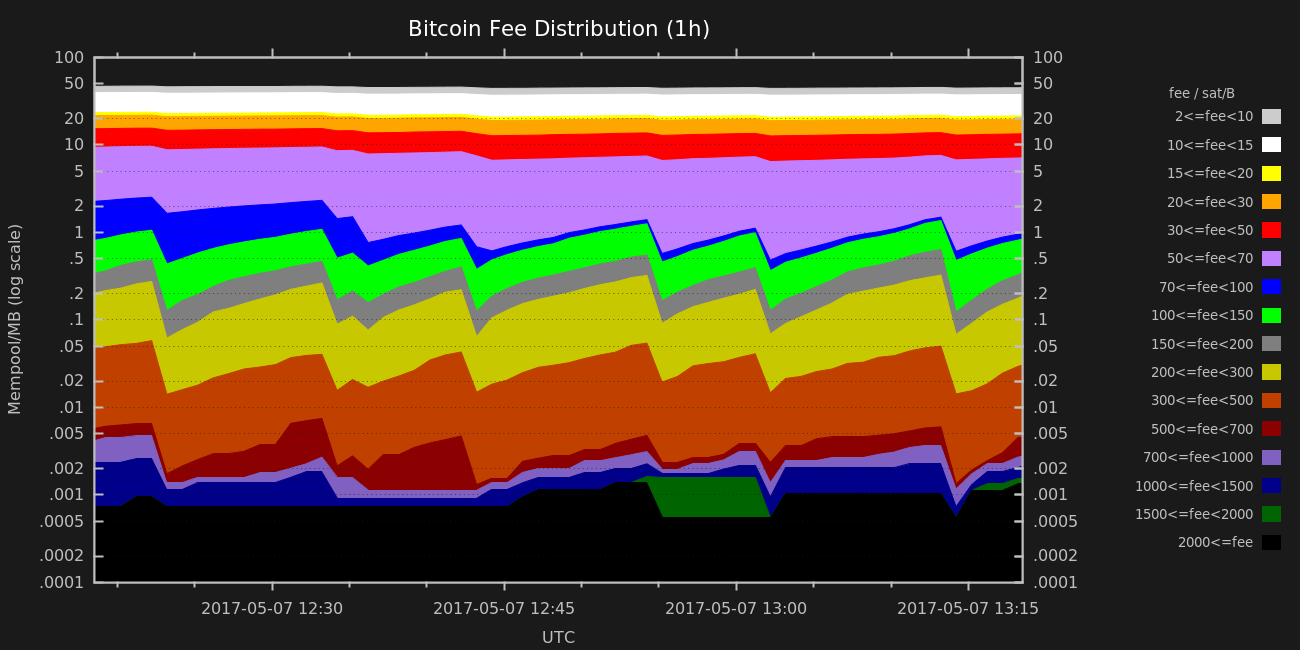 Bitcoin Fee Distribution (1h)
Mempool/MB (log scale)
100
50
20
10
5
2
1
.5
.2
.1
.05
.02
.01
.005
.002
.001
.0005
.0002
.0001
100
50
20
10
5
2
1
.5
.2
.1
.05
.02
.01
.005
.002
.001
.0005
.0002
.0001
2017-05-07 12:30
2017-05-07 12:45
2017-05-07 13:00
2017-05-07 13:15
UTC
fee / sat/B
2<=fee<10
10<=fee<15
15<=fee<20
20<=fee<30
30<=fee<50
50<=fee<70
70<=fee<100
100<=fee<150
150<=fee<200
200<=fee<300
300<=fee<500
500<=fee<700
700<=fee<1000
1000<=fee<1500
1500<=fee<2000
2000<=fee